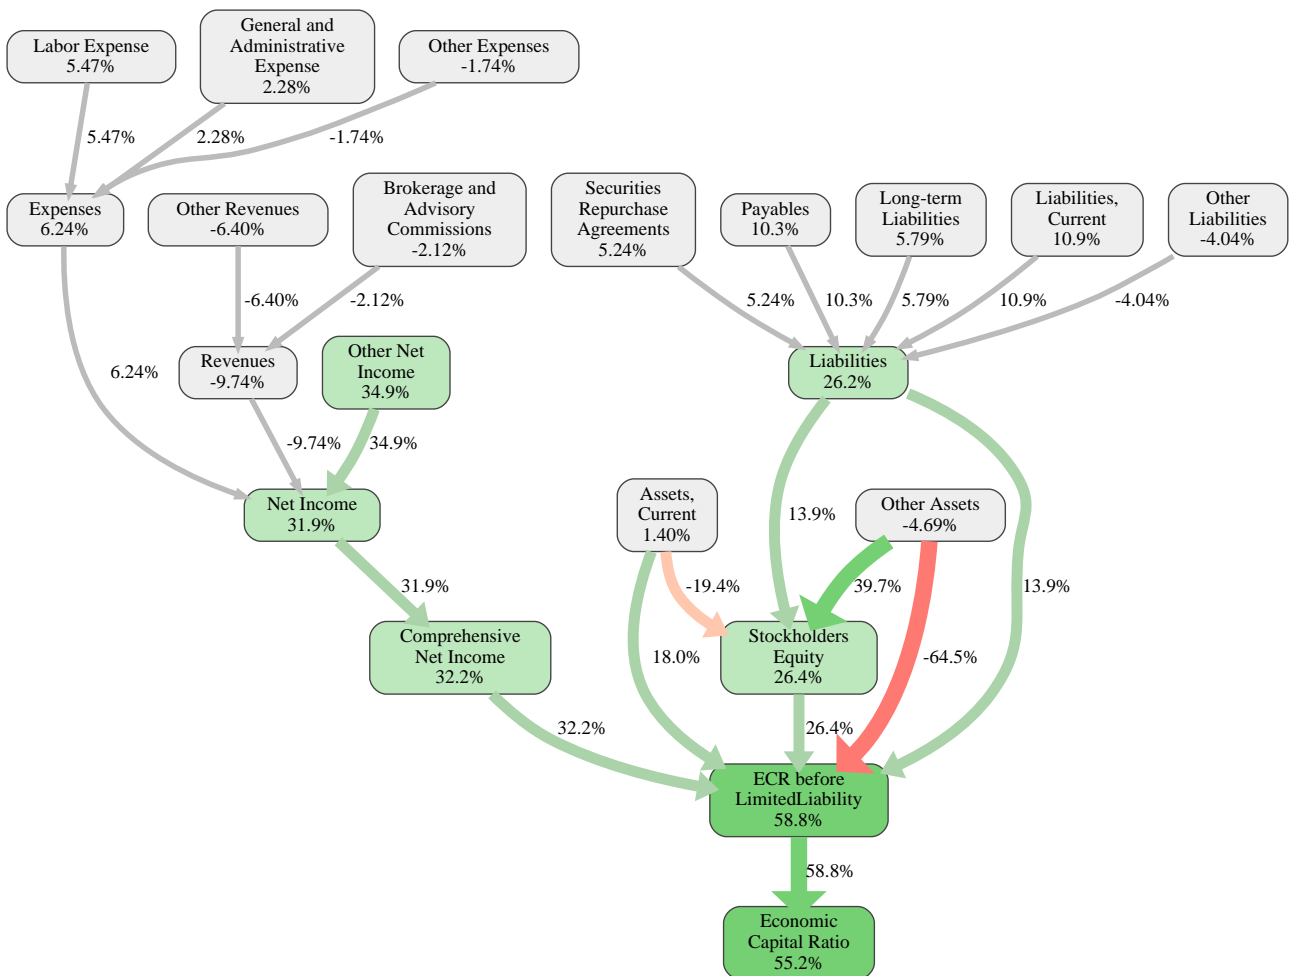 Labor Expense
5.47%
General and
Administrative
Expense
2.28%
Other Expenses
-1.74%
5.47%
2.28%
-1.74%
Expenses
6.24%
Other Revenues
-6.40%
Brokerage and
Advisory
Commissions
-2.12%
Securities
Repurchase
Agreements
5.24%
Payables
10.3%
Long-term
Liabilities
5.79%
Liabilities,
Current
10.9%
Other
Liabilities
-4.04%
-6.40%
-2.12%
5.24%
10.3%
5.79%
10.9%
-4.04%
6.24%
Revenues
-9.74%
Other Net
Income
34.9%
Liabilities
26.2%
-9.74%
34.9%
Net Income
31.9%
Assets,
Current
1.40%
13.9%
Other Assets
-4.69%
31.9%
-19.4%
39.7%
13.9%
Comprehensive
Net Income
32.2%
18.0%
Stockholders
Equity
26.4%
-64.5%
32.2%
26.4%
ECR before
LimitedLiability
58.8%
58.8%
Economic
Capital Ratio
55.2%